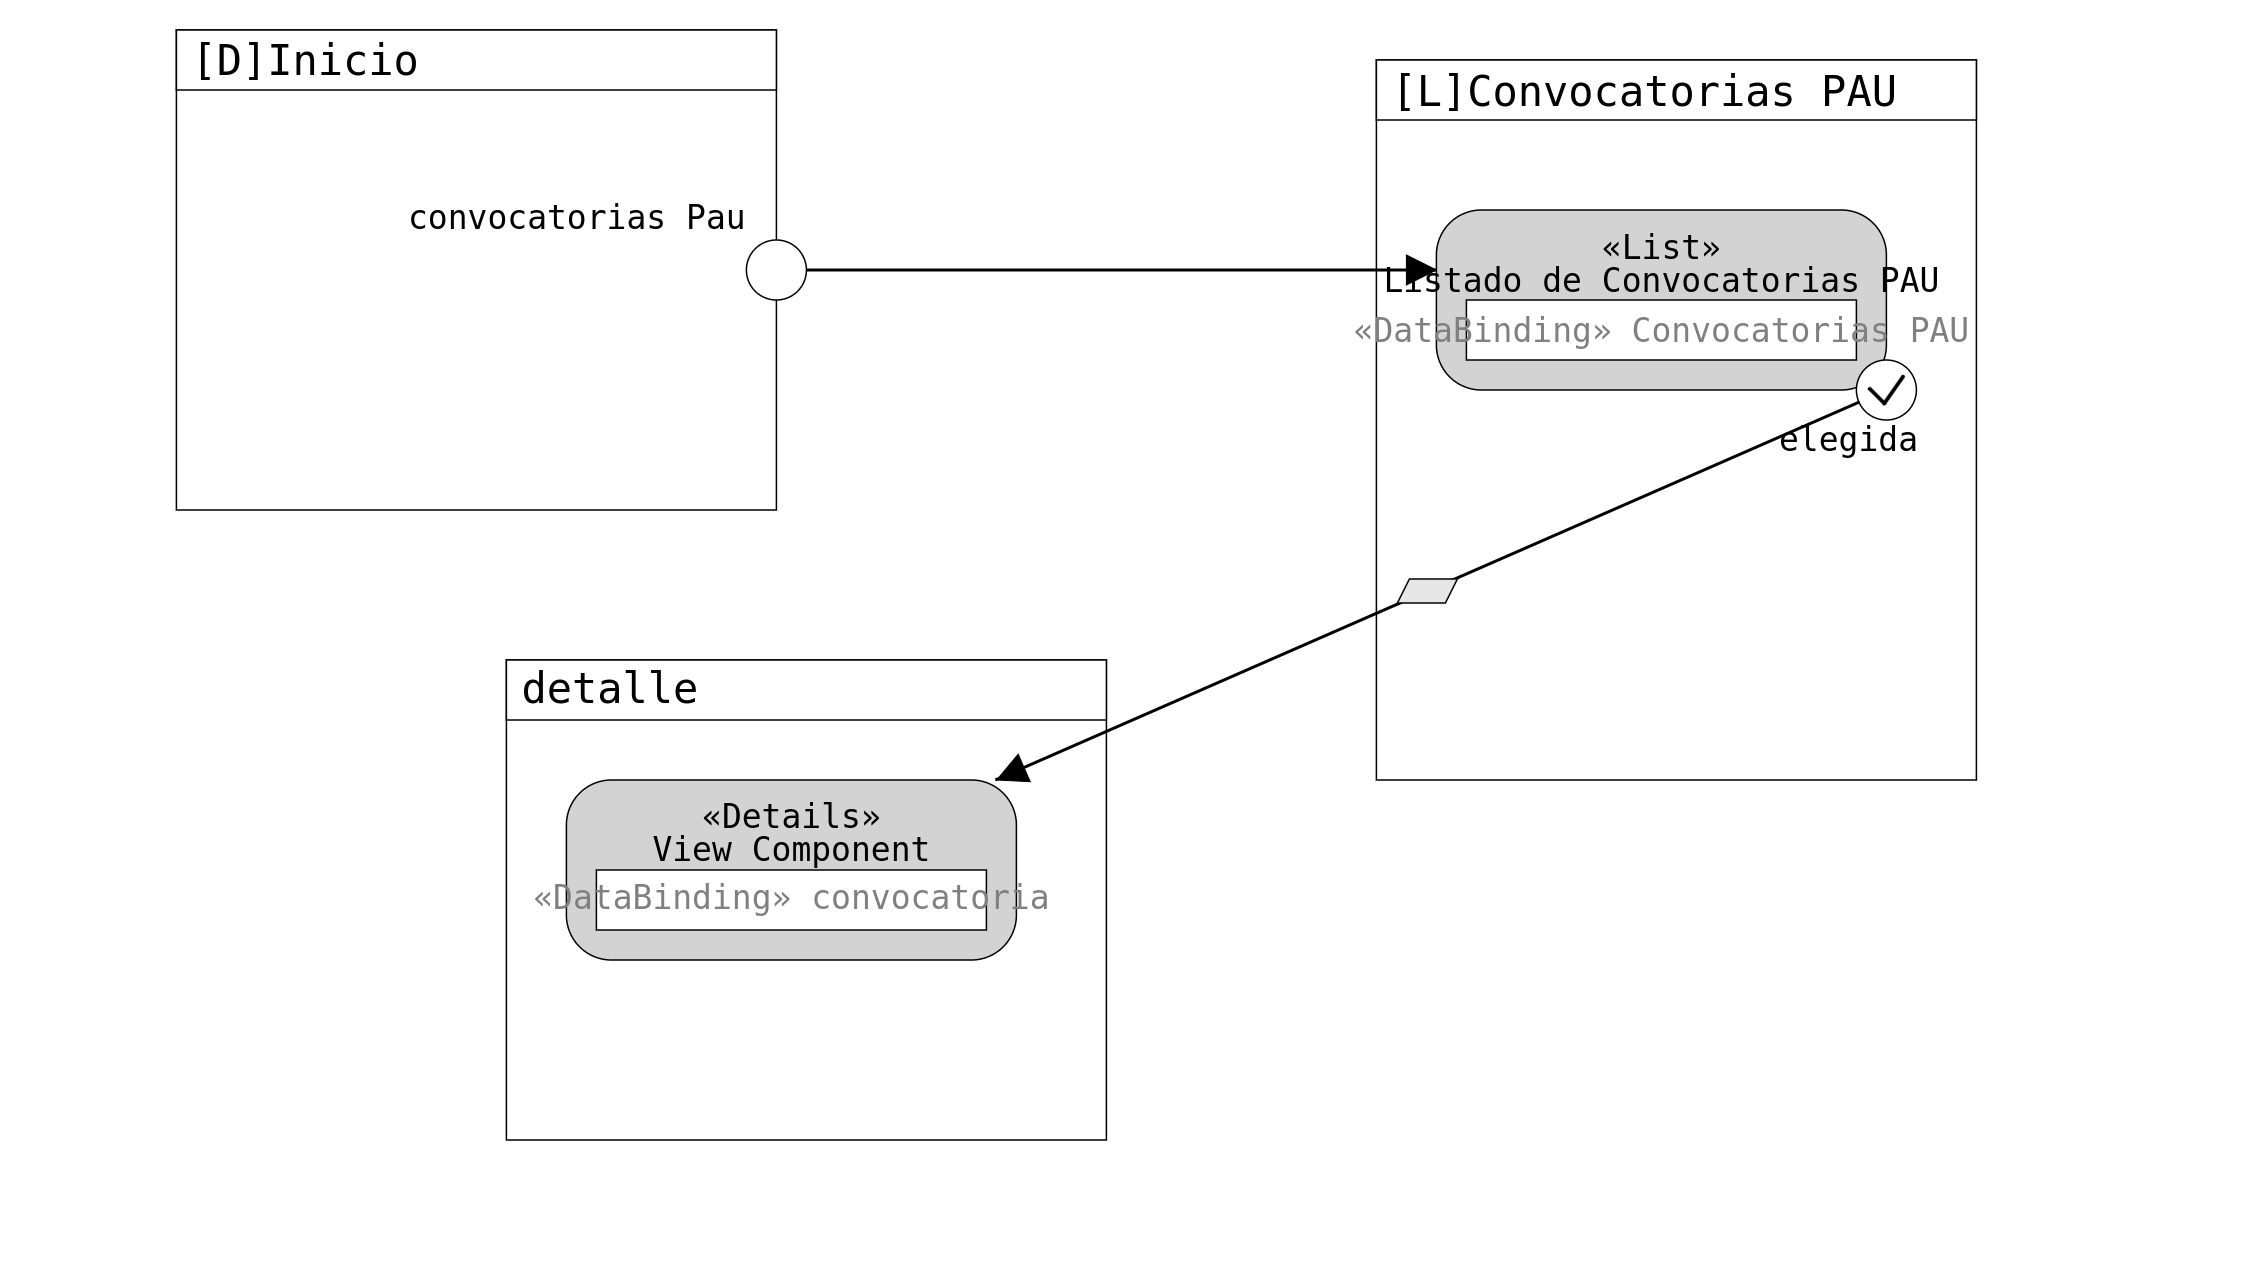 [D]Inicio
convocatorias Pau
[L]Convocatorias PAU
«List»
Listado de Convocatorias PAU
«DataBinding» Convocatorias PAU
elegida
detalle
«Details»
View Component
«DataBinding» convocatoria